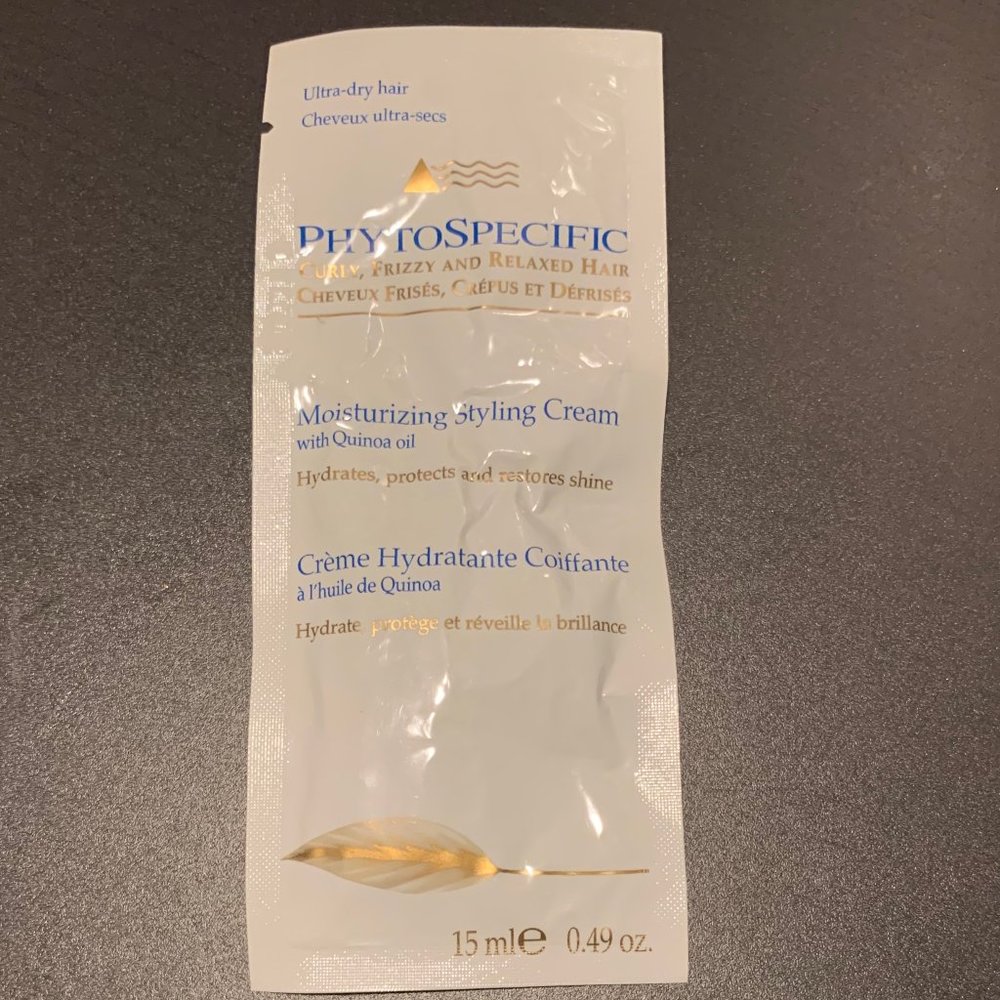 Ultra-dry hair
Cheveux ultra-secs
PHYTOSPECIFIC
CURLY, FRIZZY AND RELAXED HAIR
CHEVEUX FRISÉS, CRÉPUS ET DÉFRISÉS
Moisturizing Styling Cream
with Quinoa oil
Hydrates, protects and restores shine
Crème Hydratante Coiffante
à l'huile de Quinoa
Hydrate, protège et réveille la brillance
15 ml℮ 0.49 oz.